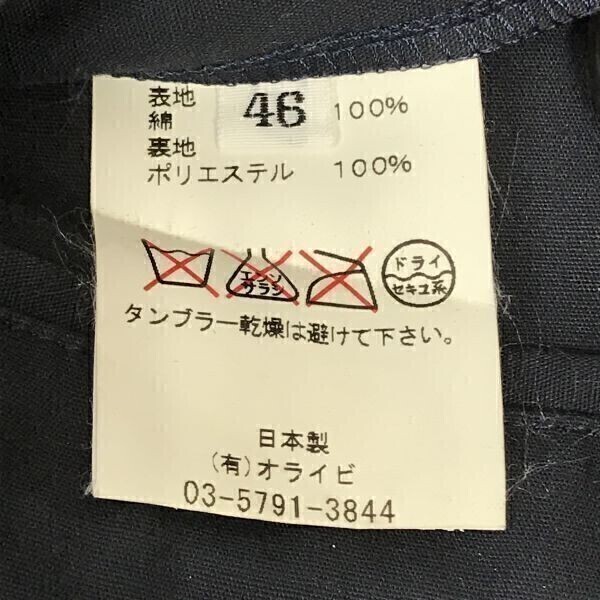 表地
46
綿 100%
裏地
ポリエステル 100%
エンソ サラシ
ドライ
セキユ系
タンブラー乾燥は避けて下さい。
日本製
(有)オライビ
03-5791-3844